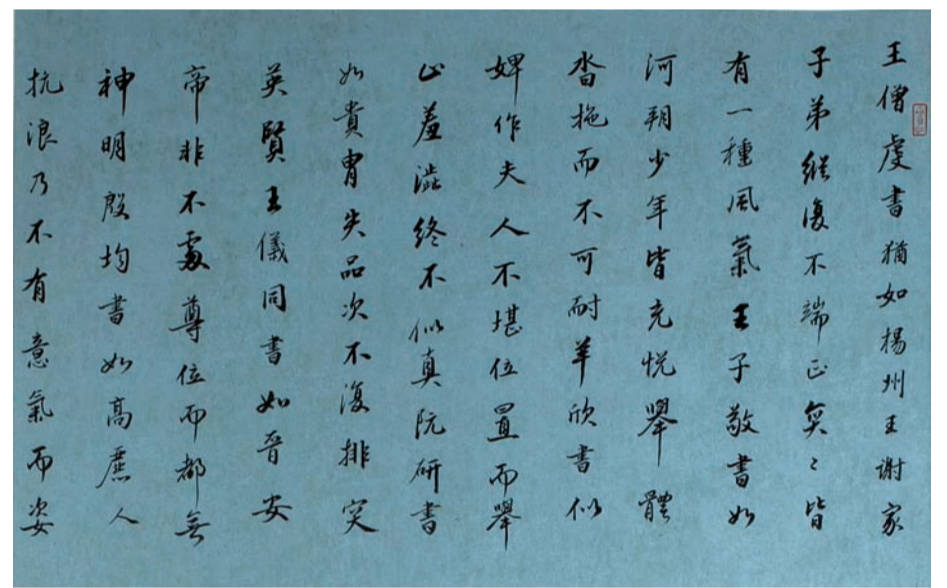 王僧虔書猶如楊州王謝家
子弟縱復不端正奕〻皆
有一種風氣王子敬書如
河朔少年皆充悅舉體
沓拖而不可耐羊欣書似
婢作夫人不堪位置而舉
止羞澁終不似真阮研書
如貴胄失品次不復排突
英賢王儀同書如晉安
帝非不處尊位而都無
神明殷均書如高麗人
抗浪乃不有意氣而姿